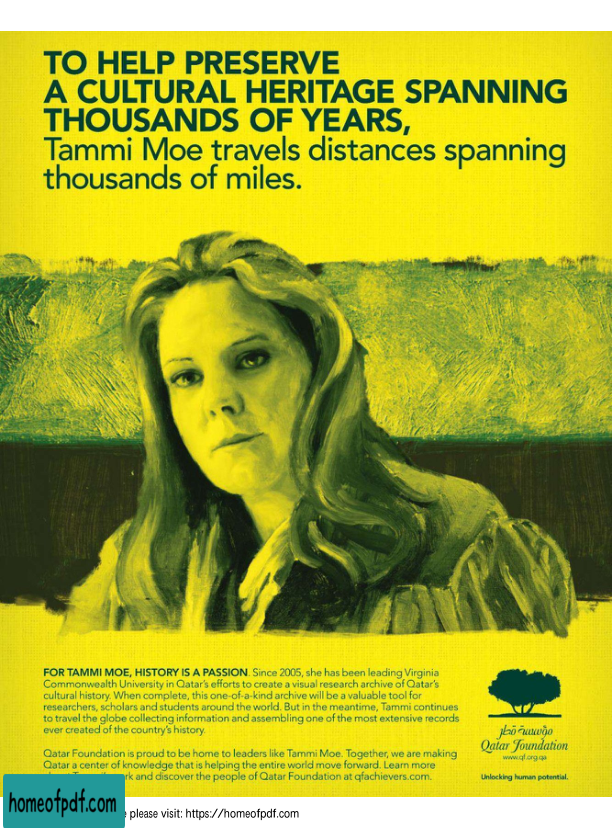 TO HELP PRESERVE
A CULTURAL HERITAGE SPANNING
THOUSANDS OF YEARS,
Tammi Moe travels distances spanning
thousands of miles.
FOR TAMMI MOE, HISTORY IS A PASSION. Since 2005, she has been leading Virginia
Commonwealth University in Qatar's efforts to create a visual research archive of Qatar's
cultural history. When complete, this one-of-a-kind archive will be a valuable tool for
researchers, scholars and students around the world. But in the meantime, Tammi continues
to travel the globe collecting information and assembling one of the most extensive records
ever created of the country's history.
Qatar Foundation is proud to be home to leaders like Tammi Moe. Together, we are making
Qatar a center of knowledge that is helping the entire world move forward. Learn more
and discover the people of Qatar Foundation at qfachievers.com.
Qatar Foundation
www.qf.org.qa
Unlocking human potential.
homeofpdf.com
please visit: https://homeofpdf.com